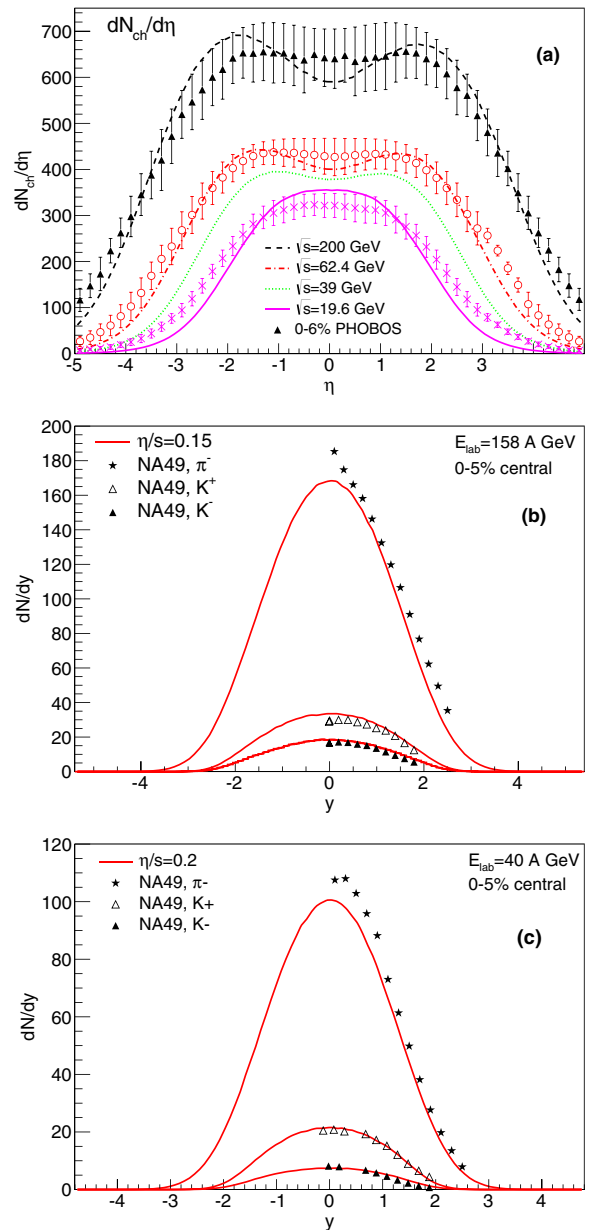 dN_ch/dη
(a)
dN_ch/dη
700
600
500
400
300
200
100
0
√s=200 GeV
√s=62.4 GeV
√s=39 GeV
√s=19.6 GeV
0-6% PHOBOS
-5 -4 -3 -2 -1 0 1 2 3
η
200
180
160
140
120
100
80
60
40
20
0
dN/dy
η/s=0.15
NA49, π⁻
NA49, K⁺
NA49, K⁻
E_lab=158 A GeV
0-5% central
(b)
-4 -2 0 2 4
y
120
100
80
60
40
20
0
dN/dy
η/s=0.2
NA49, π-
NA49, K+
NA49, K-
E_lab=40 A GeV
0-5% central
(c)
-4 -3 -2 -1 0 1 2 3 4
y